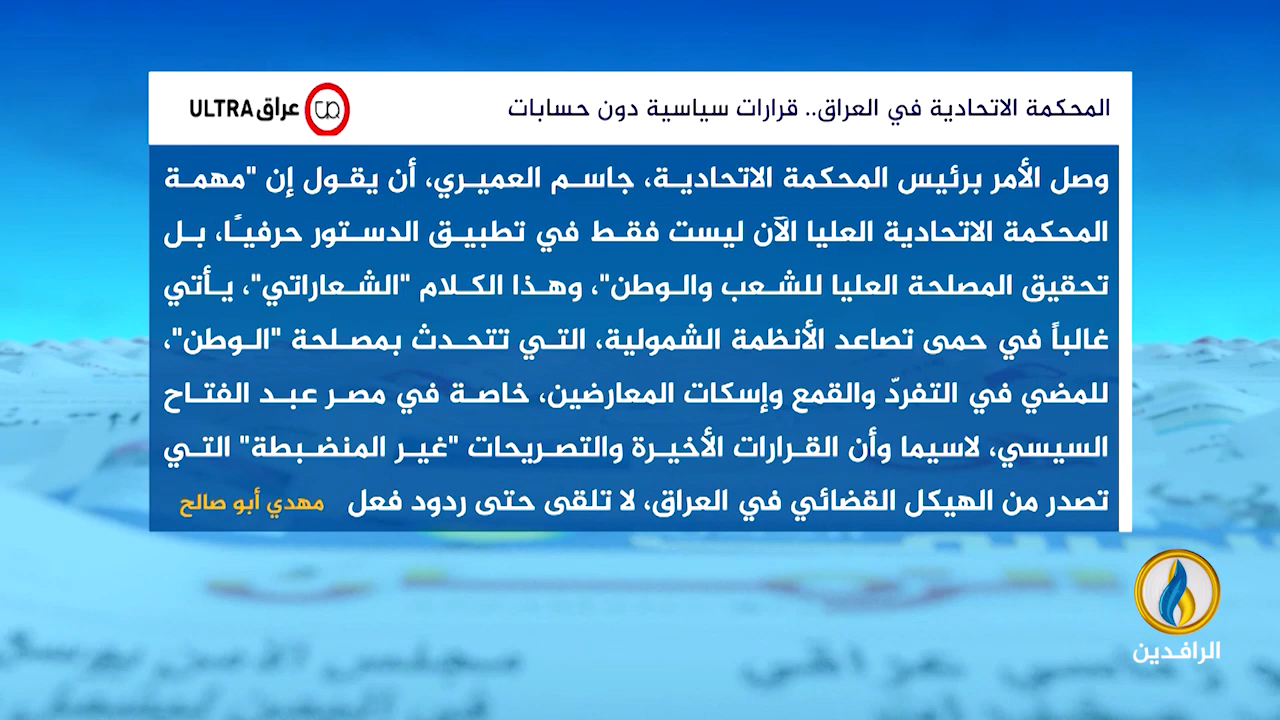 المحكمة الاتحادية في العراق.. قرارات سياسية دون حسابات
عراق ULTRA
وصل الأمر برئيس المحكمة الاتحادية، جاسم العميري، أن يقول إن "مهمة
المحكمة الاتحادية العليا الآن ليست فقط في تطبيق الدستور حرفيًا، بل
تحقيق المصلحة العليا للشعب والوطن"، وهذا الكلام "الشعاراتي"، يأتي
غالباً في حمى تصاعد الأنظمة الشمولية، التي تتحدث بمصلحة "الوطن"،
للمضي في التفردّ والقمع وإسكات المعارضين، خاصة في مصر عبد الفتاح
السيسي، لاسيما وأن القرارات الأخيرة والتصريحات "غير المنضبطة" التي
تصدر من الهيكل القضائي في العراق، لا تلقى حتى ردود فعل مهدي أبو صالح
الرافدين
مجلس الأمن